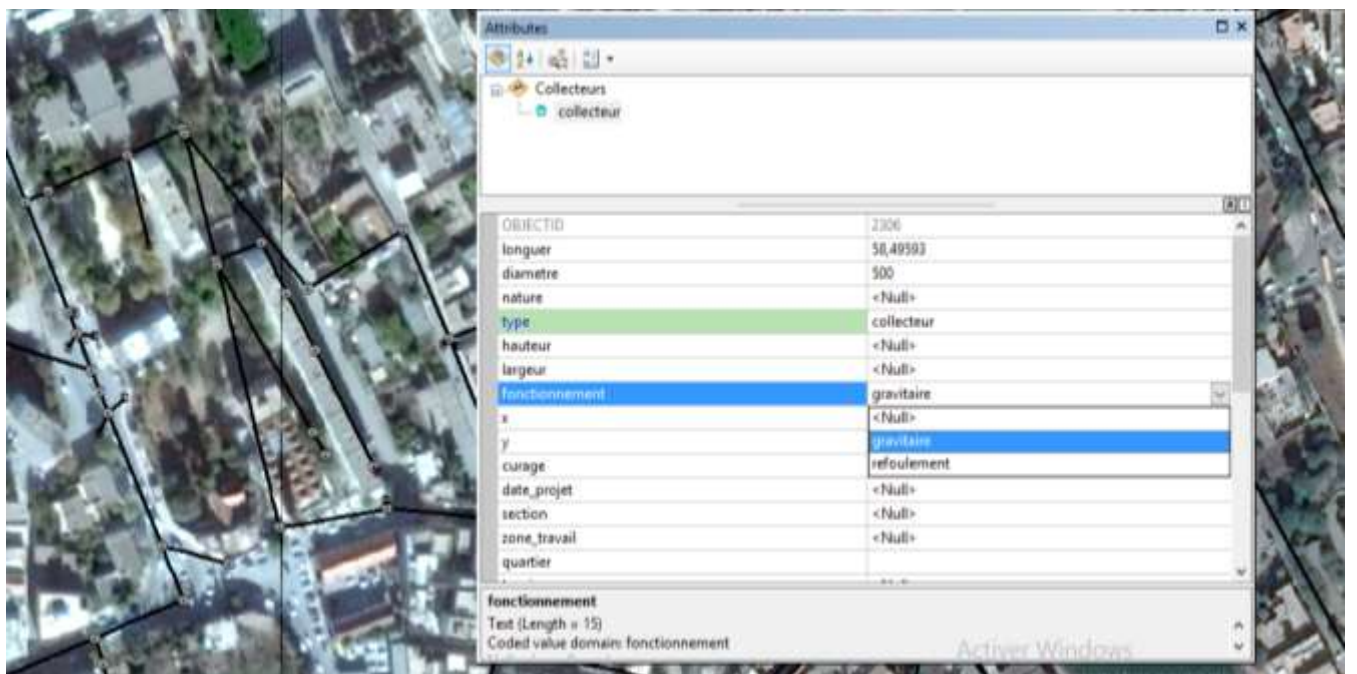 Attributes
Collecteurs
collecteur
OBJECTID 2306
longuer 58,49593
diametre 500
nature <Null>
type collecteur
hauteur <Null>
largeur <Null>
fonctionnement gravitaire
x <Null>
y gravitaire
curage refoulement
date_projet <Null>
section <Null>
zone_travail <Null>
quartier
fonctionnement
Text (Length = 15)
Coded value domain: fonctionnement
Activer Windows